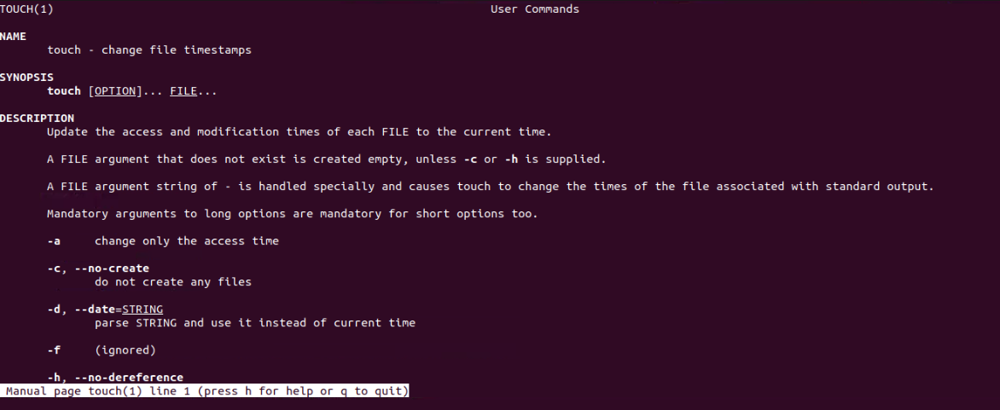 TOUCH(1) User Commands
NAME
touch - change file timestamps
SYNOPSIS
touch [OPTION]... FILE...
DESCRIPTION
Update the access and modification times of each FILE to the current time.
A FILE argument that does not exist is created empty, unless -c or -h is supplied.
A FILE argument string of - is handled specially and causes touch to change the times of the file associated with standard output.
Mandatory arguments to long options are mandatory for short options too.
-a change only the access time
-c, --no-create
do not create any files
-d, --date=STRING
parse STRING and use it instead of current time
-f (ignored)
-h, --no-dereference
Manual page touch(1) line 1 (press h for help or q to quit)